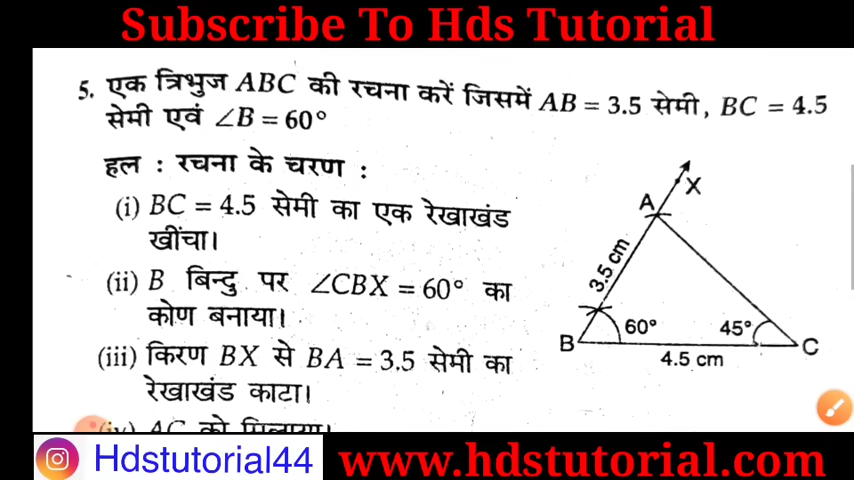 Subscribe To Hds Tutorial
5. एक त्रिभुज ABC की रचना करें जिसमें AB = 3.5 सेमी, BC = 4.5
सेमी एवं ∠B = 60°
हल : रचना के चरण :
(i) BC = 4.5 सेमी का एक रेखाखंड
खींचा।
(ii) B बिन्दु पर ∠CBX = 60° का
कोण बनाया।
(iii) किरण BX से BA = 3.5 सेमी का
रेखाखंड काटा।
(iv) AC को मिलाया।
X
A
3.5 cm
60°
45°
B
C
4.5 cm
Hdstutorial44
www.hdstutorial.com